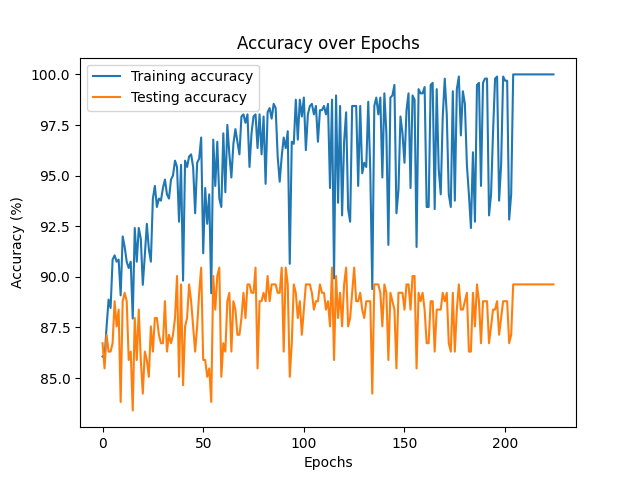 Accuracy over Epochs
Training accuracy
Testing accuracy
100.0
97.5
95.0
92.5
90.0
87.5
85.0
Accuracy (%)
0 50 100 150 200
Epochs